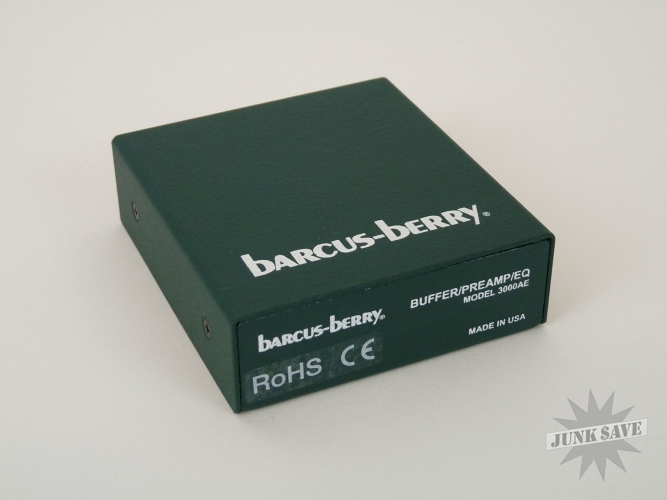 BARCUS-BERRY®
BARCUS-BERRY®
BUFFER/PREAMP/EQ
MODEL 3000AE
RoHS CE
MADE IN USA
JUNK SAVE